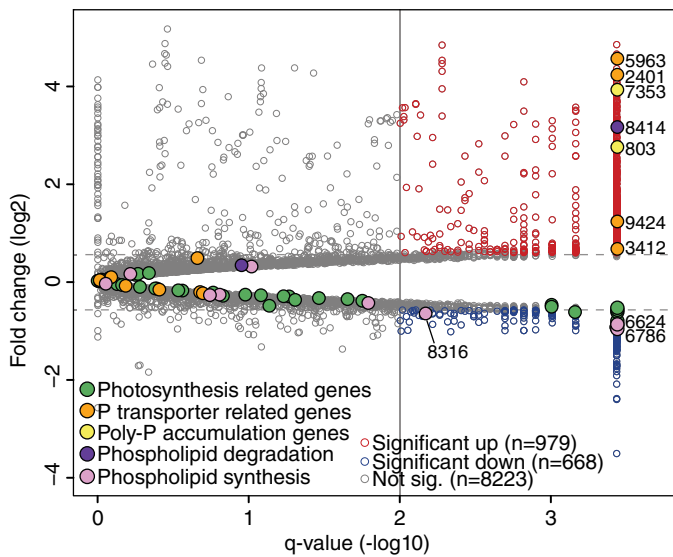 4
2
0
−2
−4
Fold change (log2)
5963
2401
7353
8414
803
9424
3412
6624
6786
8316
Photosynthesis related genes
P transporter related genes
Poly-P accumulation genes
Phospholipid degradation
Phospholipid synthesis
Significant up (n=979)
Significant down (n=668)
Not sig. (n=8223)
0 1 2 3
q-value (-log10)